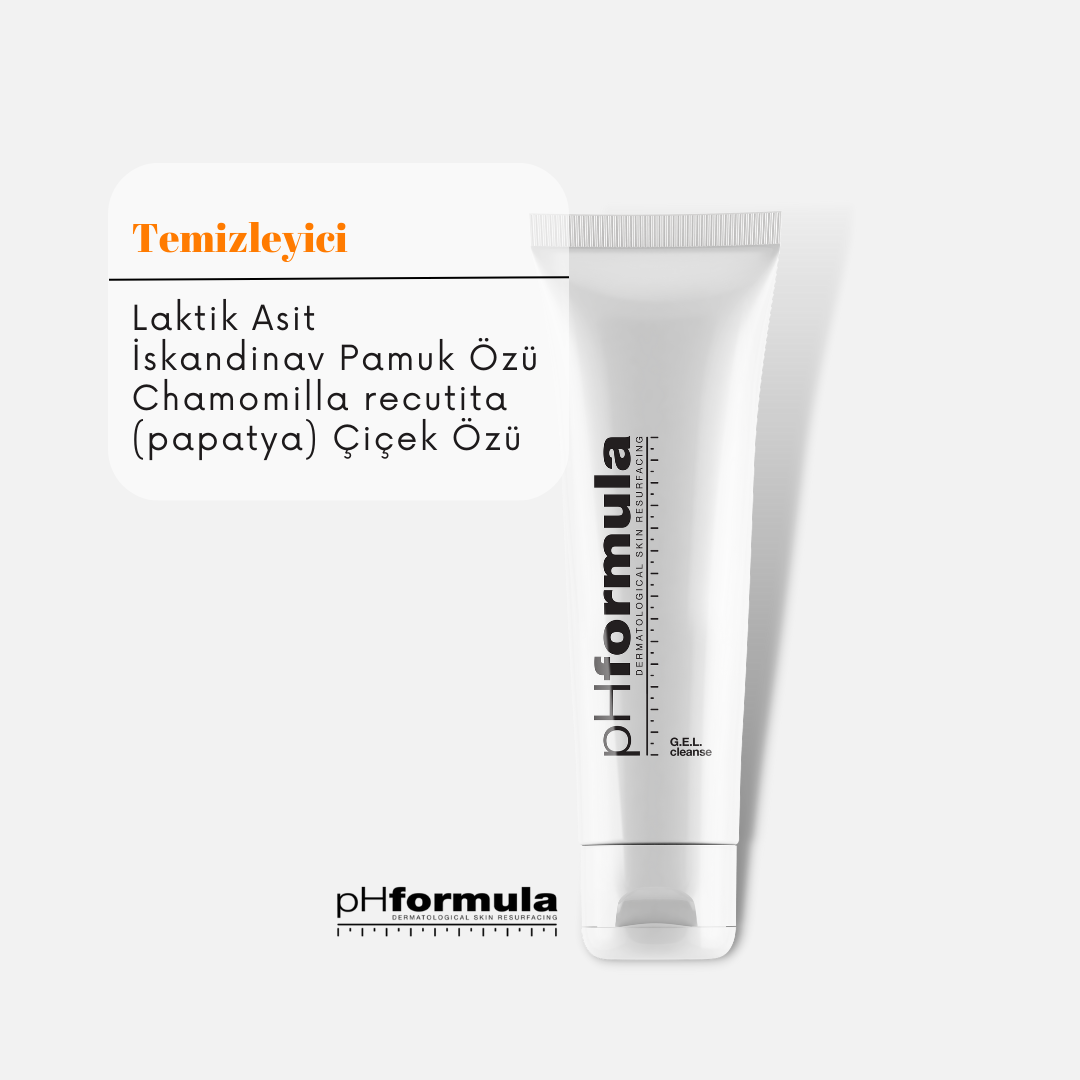 Temizleyici
Laktik Asit
İskandinav Pamuk Özü
Chamomilla recutita
(papatya) Çiçek Özü
pHformula
DERMATOLOGICAL SKIN RESURFACING
G.E.L.
cleanse
pHformula
DERMATOLOGICAL SKIN RESURFACING